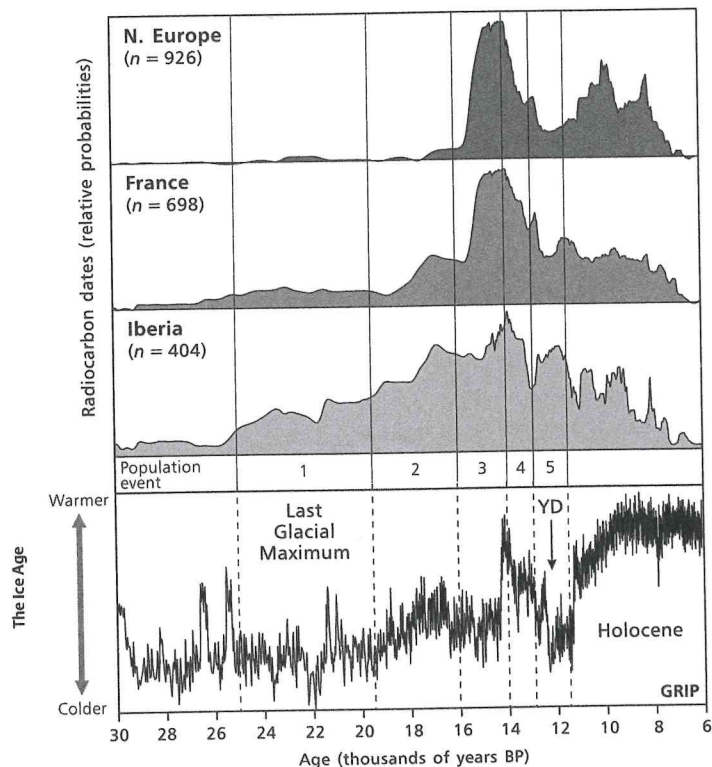 N. Europe
(n = 926)
France
(n = 698)
Iberia
(n = 404)
Radiocarbon dates (relative probabilities)
Population
event
1
2
3
4
5
Warmer
The Ice Age
Colder
Last
Glacial
Maximum
YD
Holocene
GRIP
30 28 26 24 22 20 18 16 14 12 10 8 6
Age (thousands of years BP)